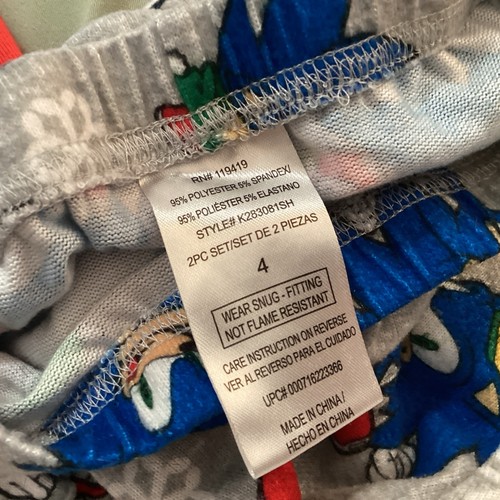 RN# 119419
95% POLYESTER 5% SPANDEX/
95% POLIÉSTER 5% ELASTANO
STYLE# K283081SH
2PC SET/SET DE 2 PIEZAS
4
WEAR SNUG - FITTING
NOT FLAME RESISTANT
CARE INSTRUCTION ON REVERSE
VER AL REVERSO PARA EL CUIDADO
UPC# 000716223366
MADE IN CHINA /
HECHO EN CHINA